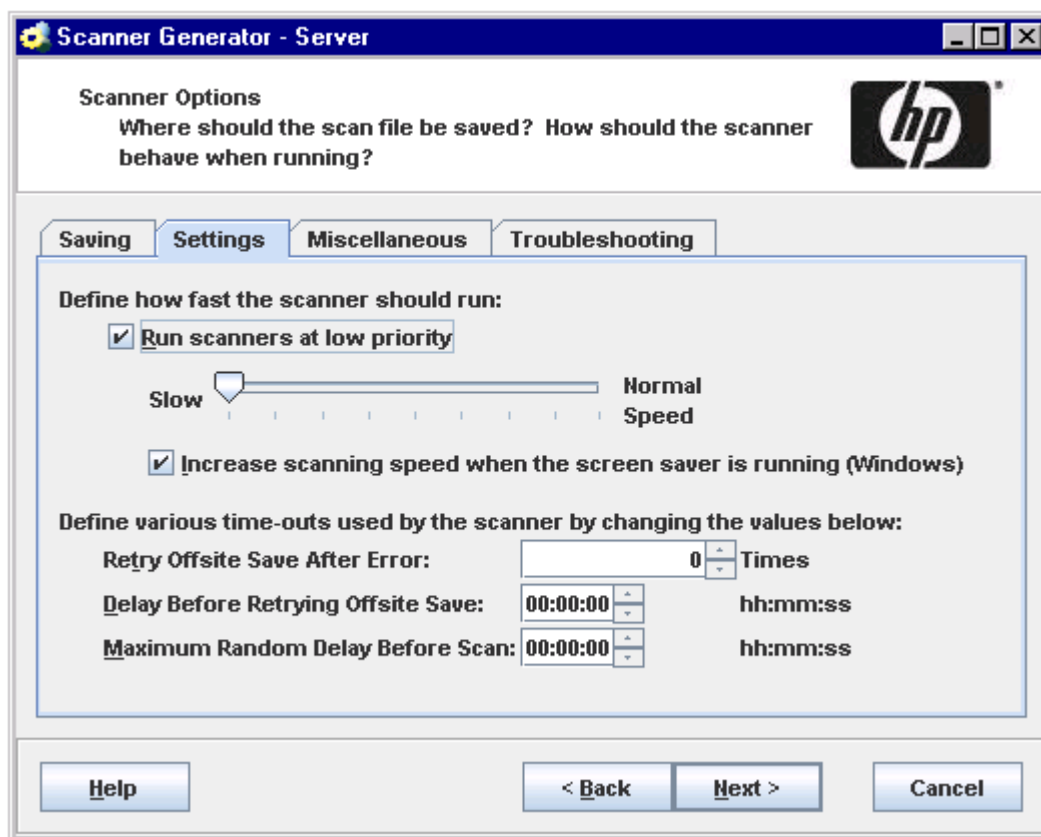 Scanner Generator - Server
Scanner Options
Where should the scan file be saved? How should the scanner
behave when running?
hp
Saving Settings Miscellaneous Troubleshooting
Define how fast the scanner should run:
Run scanners at low priority
Slow
Normal
Speed
Increase scanning speed when the screen saver is running (Windows)
Define various time-outs used by the scanner by changing the values below:
Retry Offsite Save After Error: 0 Times
Delay Before Retrying Offsite Save: 00:00:00 hh:mm:ss
Maximum Random Delay Before Scan: 00:00:00 hh:mm:ss
Help < Back Next > Cancel